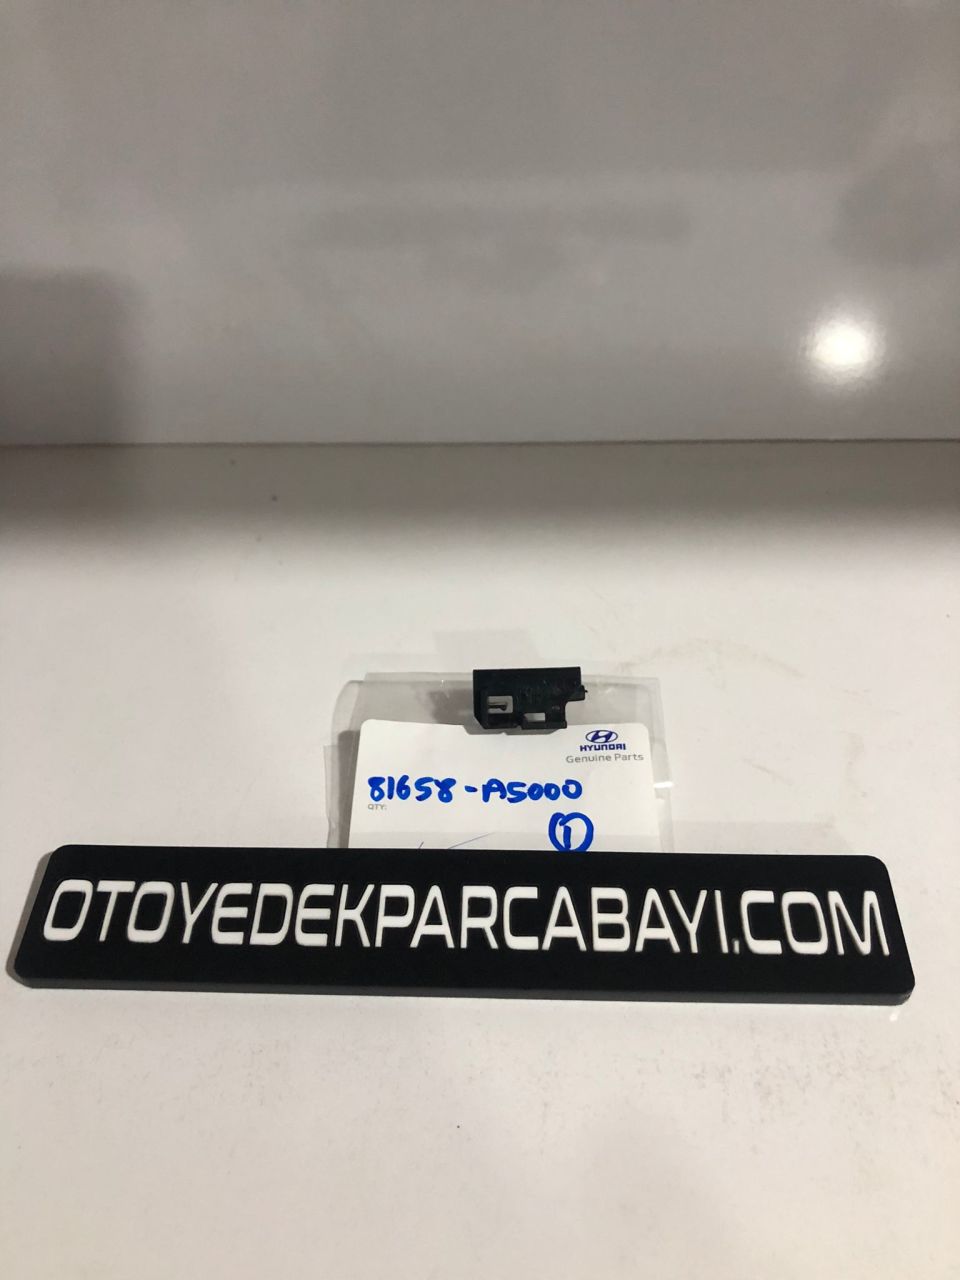 HYUNDAI
Genuine Parts
81658-A5000
QTY:
1
OTOYEDEKPARCABAYI.COM